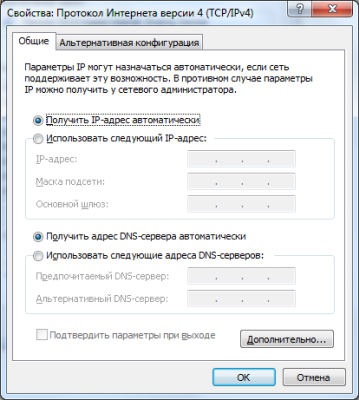 Свойства: Протокол Интернета версии 4 (TCP/IPv4)
Общие Альтернативная конфигурация
Параметры IP могут назначаться автоматически, если сеть
поддерживает эту возможность. В противном случае параметры
IP можно получить у сетевого администратора.
Получить IP-адрес автоматически
Использовать следующий IP-адрес:
IP-адрес:
Маска подсети:
Основной шлюз:
Получить адрес DNS-сервера автоматически
Использовать следующие адреса DNS-серверов:
Предпочитаемый DNS-сервер:
Альтернативный DNS-сервер:
Подтвердить параметры при выходе
Дополнительно...
ОК Отмена